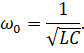 ω₀ = 1/√LC.